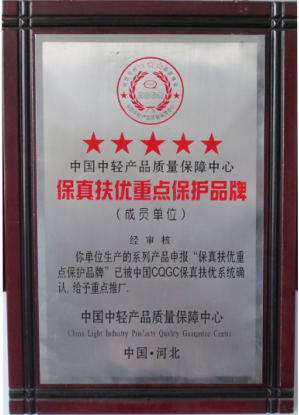 中国中轻产品质量保障中心
保真扶优重点保护品牌
(成员单位)
经审核
你单位生产的系列产品申报“保真扶优重
点保护品牌”已被中国CQGC保真扶优系统确
认.给予重点推厂.
中国中轻产品质量保障中心
China Light Industry Products Quality Guarantee Centre
中国·河北